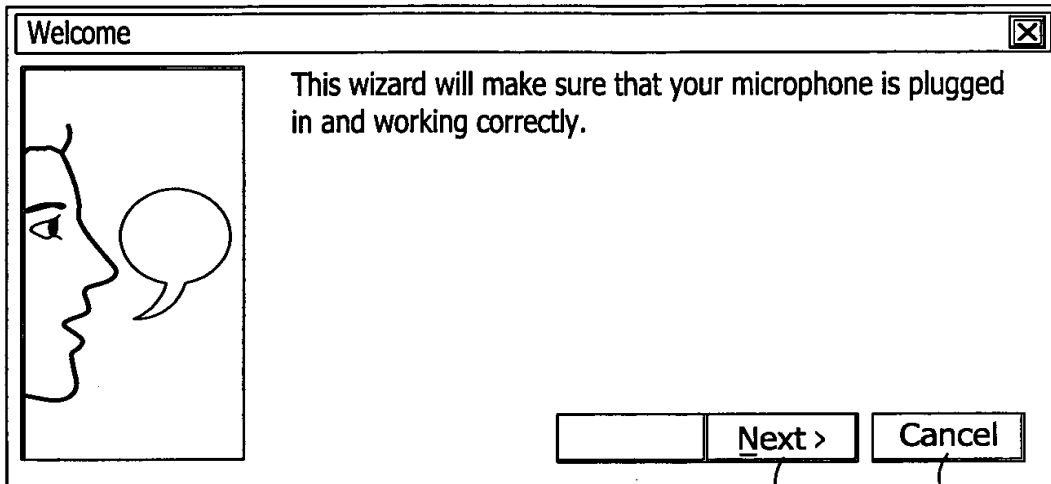 Welcome
This wizard will make sure that your microphone is plugged
in and working correctly.
Next >
Cancel